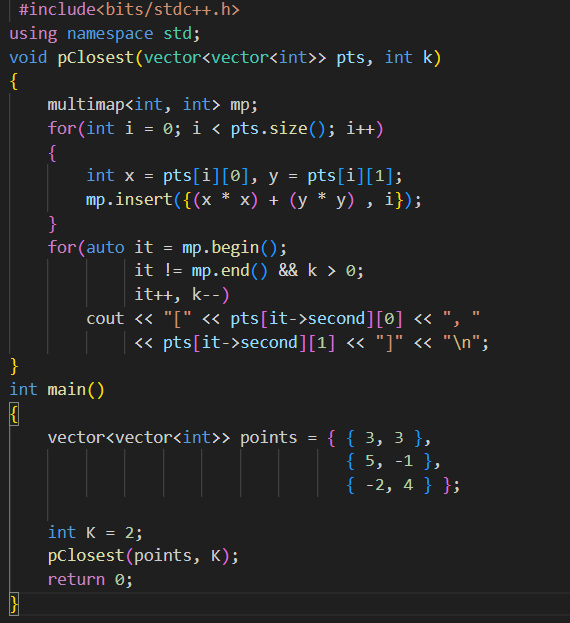 #include<bits/stdc++.h>
using namespace std;
void pClosest(vector<vector<int>> pts, int k)
{
    multimap<int, int> mp;
    for(int i = 0; i < pts.size(); i++)
    {
        int x = pts[i][0], y = pts[i][1];
        mp.insert({(x * x) + (y * y) , i});
    }
    for(auto it = mp.begin();
             it != mp.end() && k > 0;
             it++, k--)
        cout << "[" << pts[it->second][0] << ", "
             << pts[it->second][1] << "]" << "\n";
}
int main()
{
    vector<vector<int>> points = { { 3, 3 },
                                   { 5, -1 },
                                   { -2, 4 } };

    int K = 2;
    pClosest(points, K);
    return 0;
}